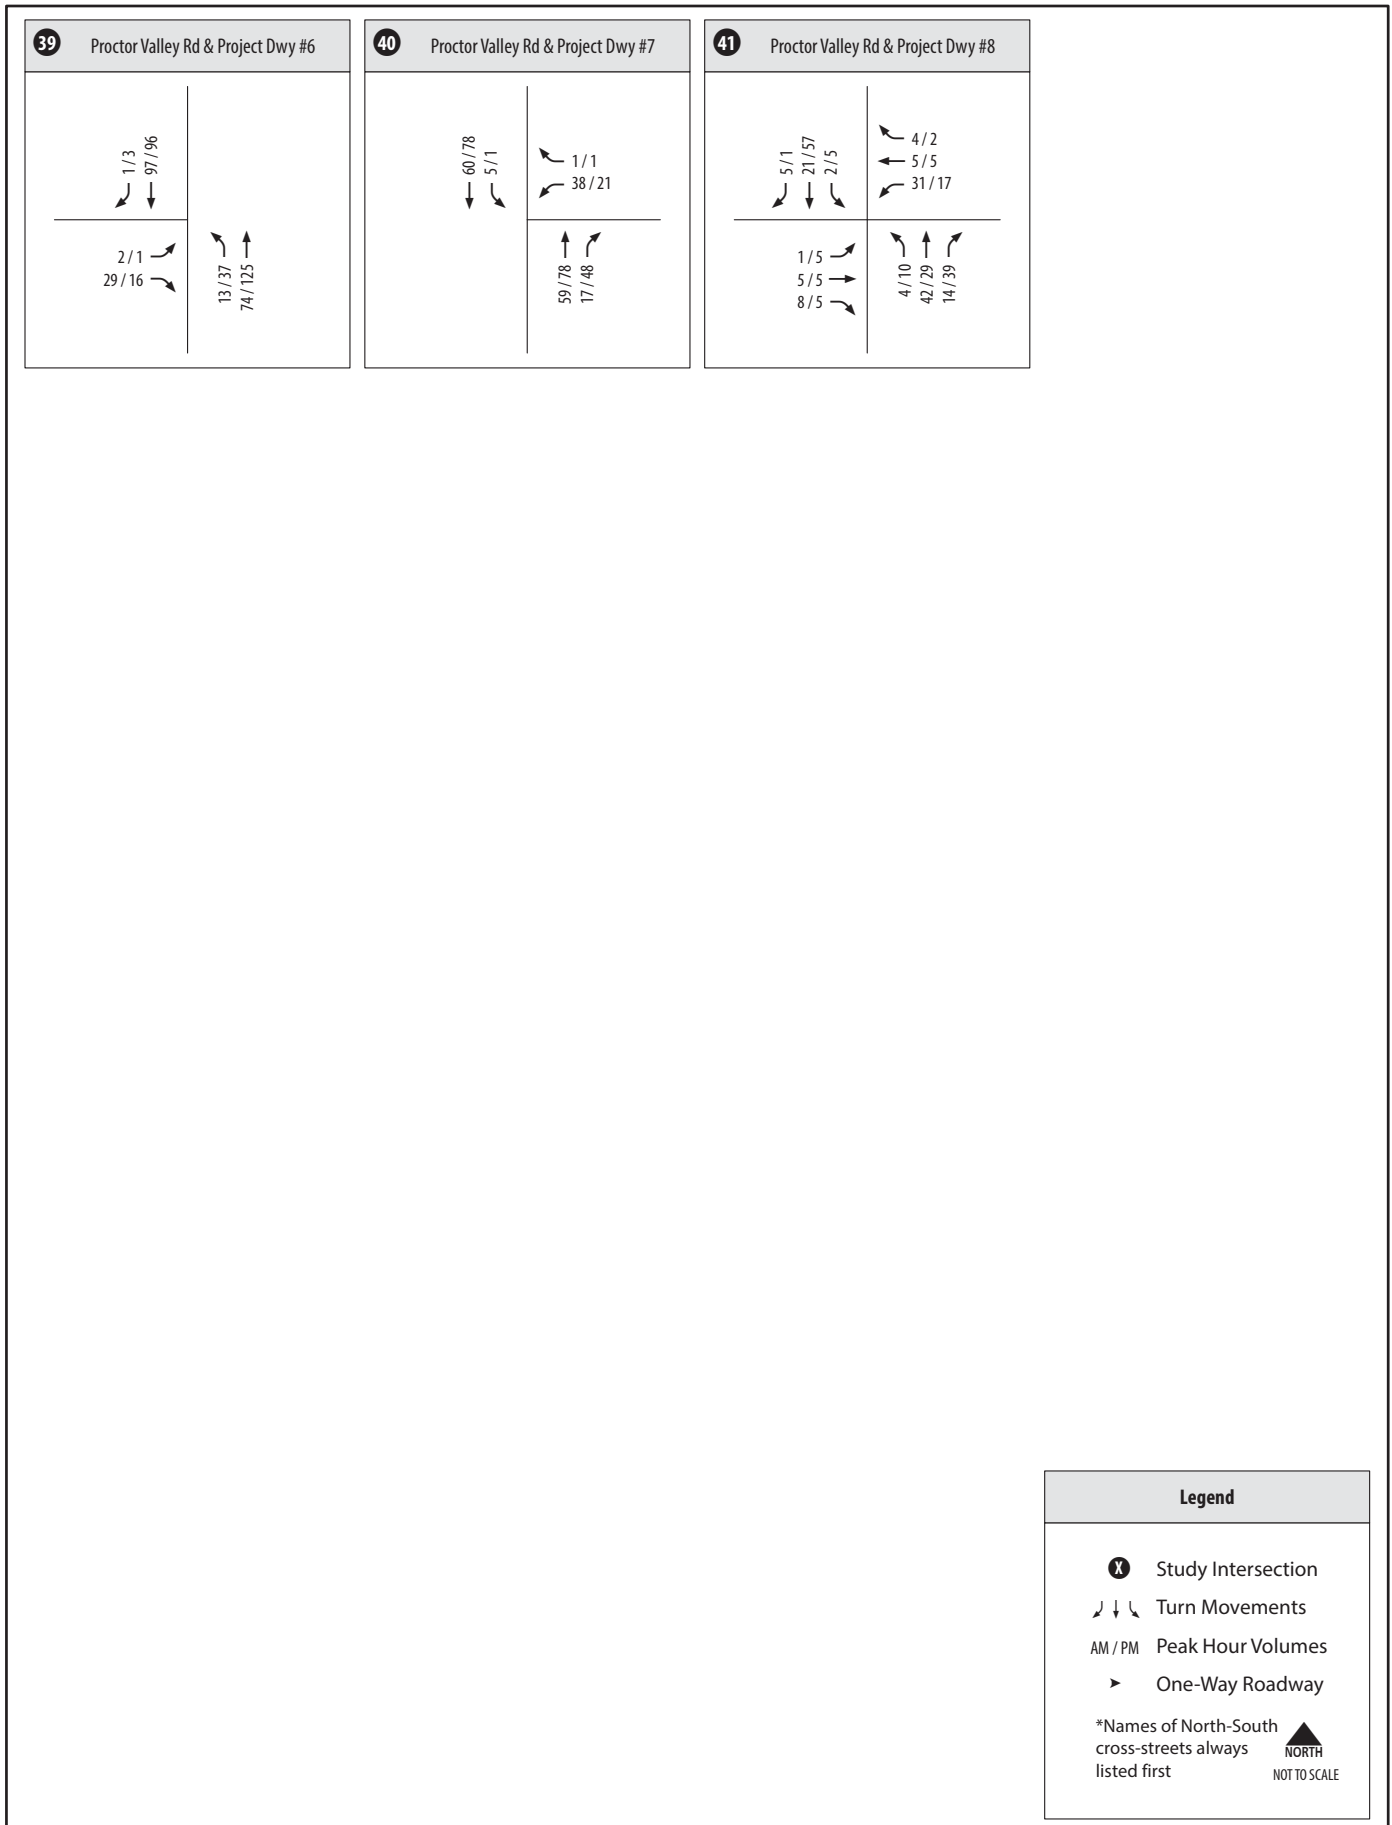 39 Proctor Valley Rd & Project Dwy #6
1 / 3
97 / 96
2 / 1
29 / 16
13 / 37
74 / 125
40 Proctor Valley Rd & Project Dwy #7
60 / 78
5 / 1
1 / 1
38 / 21
59 / 78
17 / 48
41 Proctor Valley Rd & Project Dwy #8
5 / 1
21 / 57
2 / 5
4 / 2
5 / 5
31 / 17
1 / 5
5 / 5
8 / 5
4 / 10
42 / 29
14 / 39
Legend
X Study Intersection
Turn Movements
AM / PM Peak Hour Volumes
One-Way Roadway
*Names of North-South
cross-streets always
listed first
NORTH
NOT TO SCALE